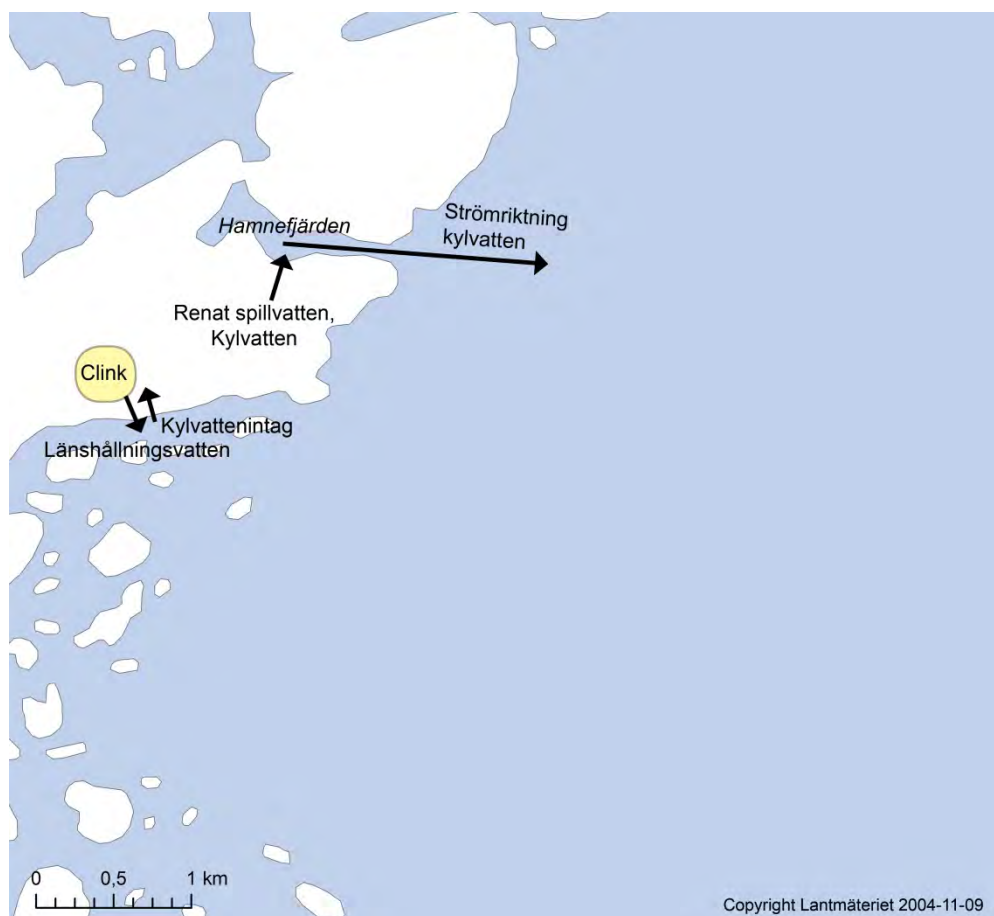 Strömriktning
kylvatten
Hamnefjärden
Renat spillvatten,
Kylvatten
Clink
Kylvattenintag
Länshållningsvatten
0 0,5 1 km
Copyright Lantmäteriet 2004-11-09